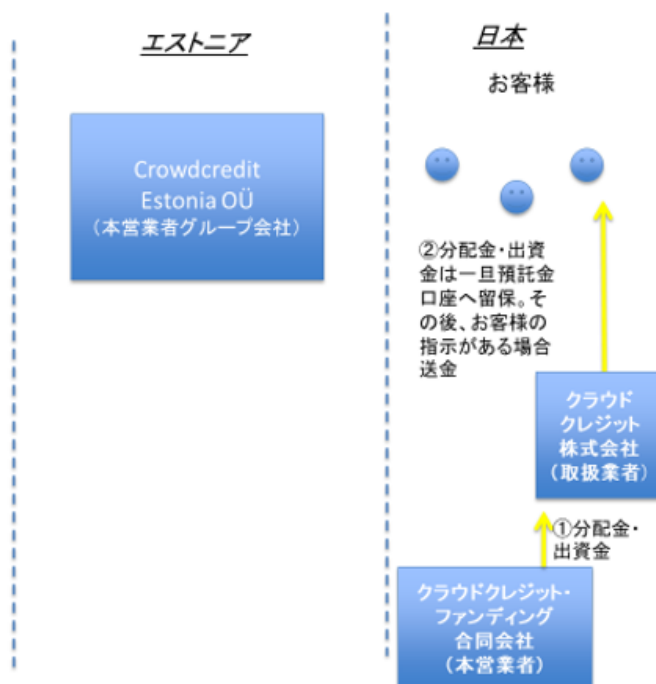 エストニア
Crowdcredit
Estonia OÜ
(本営業者グループ会社)
日本
お客様
②分配金・出資
金は一旦預託金
口座へ留保。そ
の後、お客様の
指示がある場合
送金
クラウド
クレジット
株式会社
(取扱業者)
①分配金・
出資金
クラウドクレジット・
ファンディング
合同会社
(本営業者)